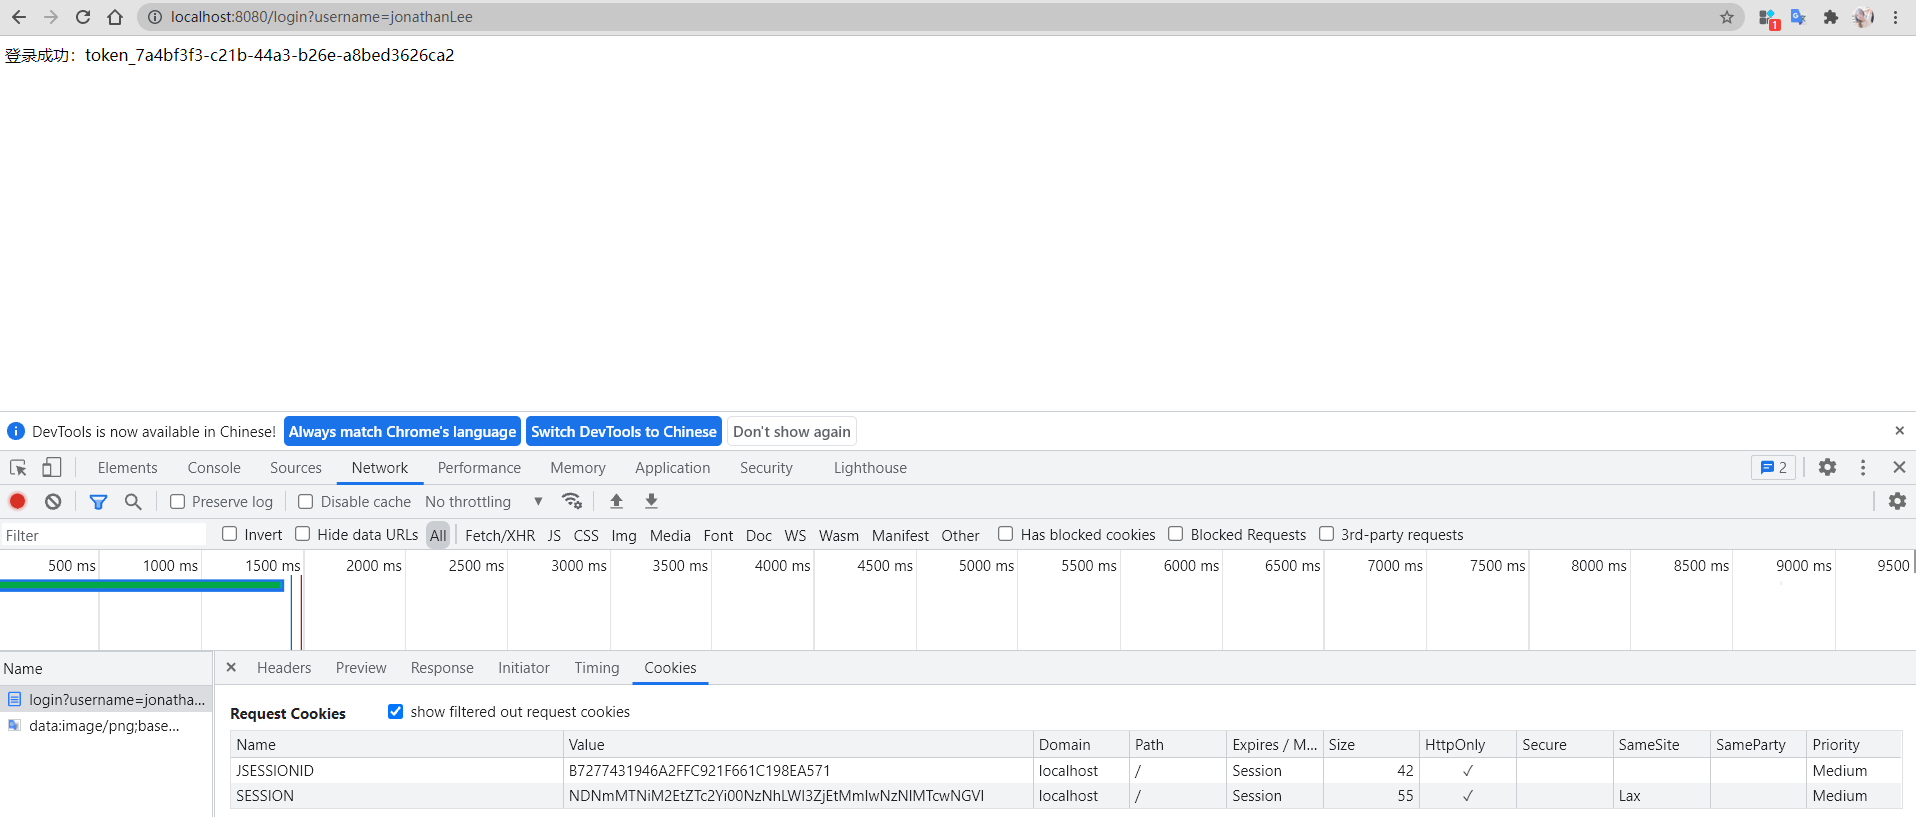 localhost:8080/login?username=jonathanLee
1
登录成功：token_7a4bf3f3-c21b-44a3-b26e-a8bed3626ca2
DevTools is now available in Chinese! Always match Chrome's language Switch DevTools to Chinese Don't show again
Elements Console Sources Network Performance Memory Application Security Lighthouse 2
Preserve log Disable cache No throttling
Filter Invert Hide data URLs All Fetch/XHR JS CSS Img Media Font Doc WS Wasm Manifest Other Has blocked cookies Blocked Requests 3rd-party requests
500 ms 1000 ms 1500 ms 2000 ms 2500 ms 3000 ms 3500 ms 4000 ms 4500 ms 5000 ms 5500 ms 6000 ms 6500 ms 7000 ms 7500 ms 8000 ms 8500 ms 9000 ms 9500
Name Headers Preview Response Initiator Timing Cookies
login?username=jonatha...
data:image/png;base...
Request Cookies show filtered out request cookies
Name Value Domain Path Expires / M... Size HttpOnly Secure SameSite SameParty Priority
JSESSIONID B7277431946A2FFC921F661C198EA571 localhost / Session 42 ✓ Medium
SESSION NDNmMTNiM2EtZTc2Yi00NzNhLWI3ZjEtMmIwNzNlMTcwNGVl localhost / Session 55 ✓ Lax Medium